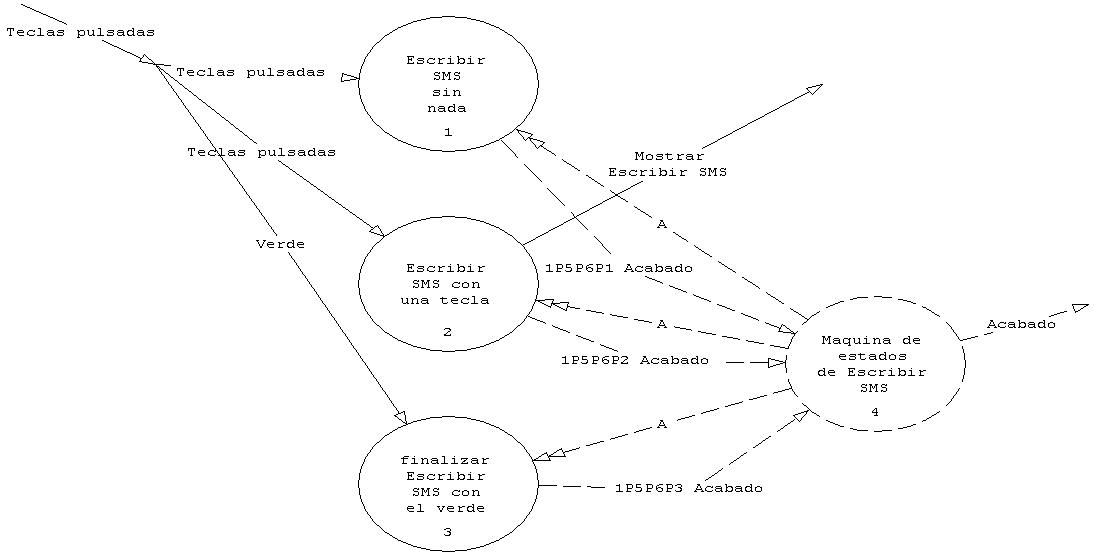 Teclas pulsadas
Teclas pulsadas
Escribir
SMS
sin
nada
1
Teclas pulsadas
Mostrar
Escribir SMS
A
Verde
Escribir
SMS con
una tecla
2
1P5P6P1 Acabado
A
1P5P6P2 Acabado
Maquina de
estados
de Escribir
SMS
4
Acabado
A
finalizar
Escribir
SMS con
el verde
3
1P5P6P3 Acabado